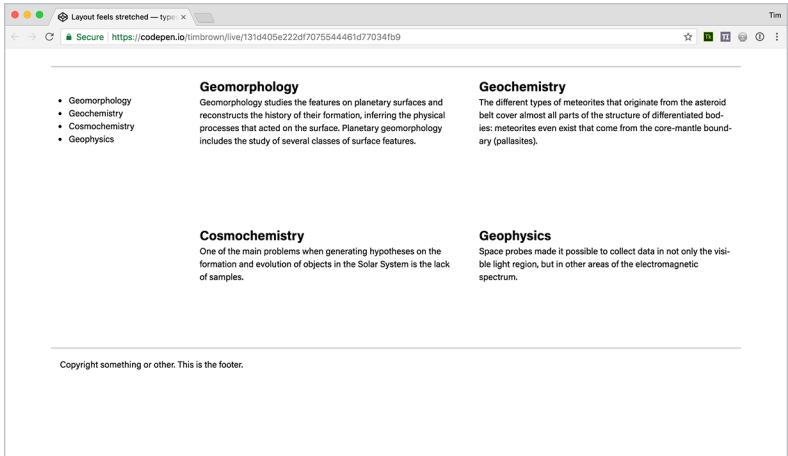 Layout feels stretched — type
Tim
Secure
https://codepen.io/timbrown/live/131d405e222df7075544461d77034fb9
Tk
Geomorphology
Geochemistry
Cosmochemistry
Geophysics
Geomorphology
Geomorphology studies the features on planetary surfaces and
reconstructs the history of their formation, inferring the physical
processes that acted on the surface. Planetary geomorphology
includes the study of several classes of surface features.
Geochemistry
The different types of meteorites that originate from the asteroid
belt cover almost all parts of the structure of differentiated bod-
ies: meteorites even exist that come from the core-mantle bound-
ary (pallasites).
Cosmochemistry
One of the main problems when generating hypotheses on the
formation and evolution of objects in the Solar System is the lack
of samples.
Geophysics
Space probes made it possible to collect data in not only the visi-
ble light region, but in other areas of the electromagnetic
spectrum.
Copyright something or other. This is the footer.